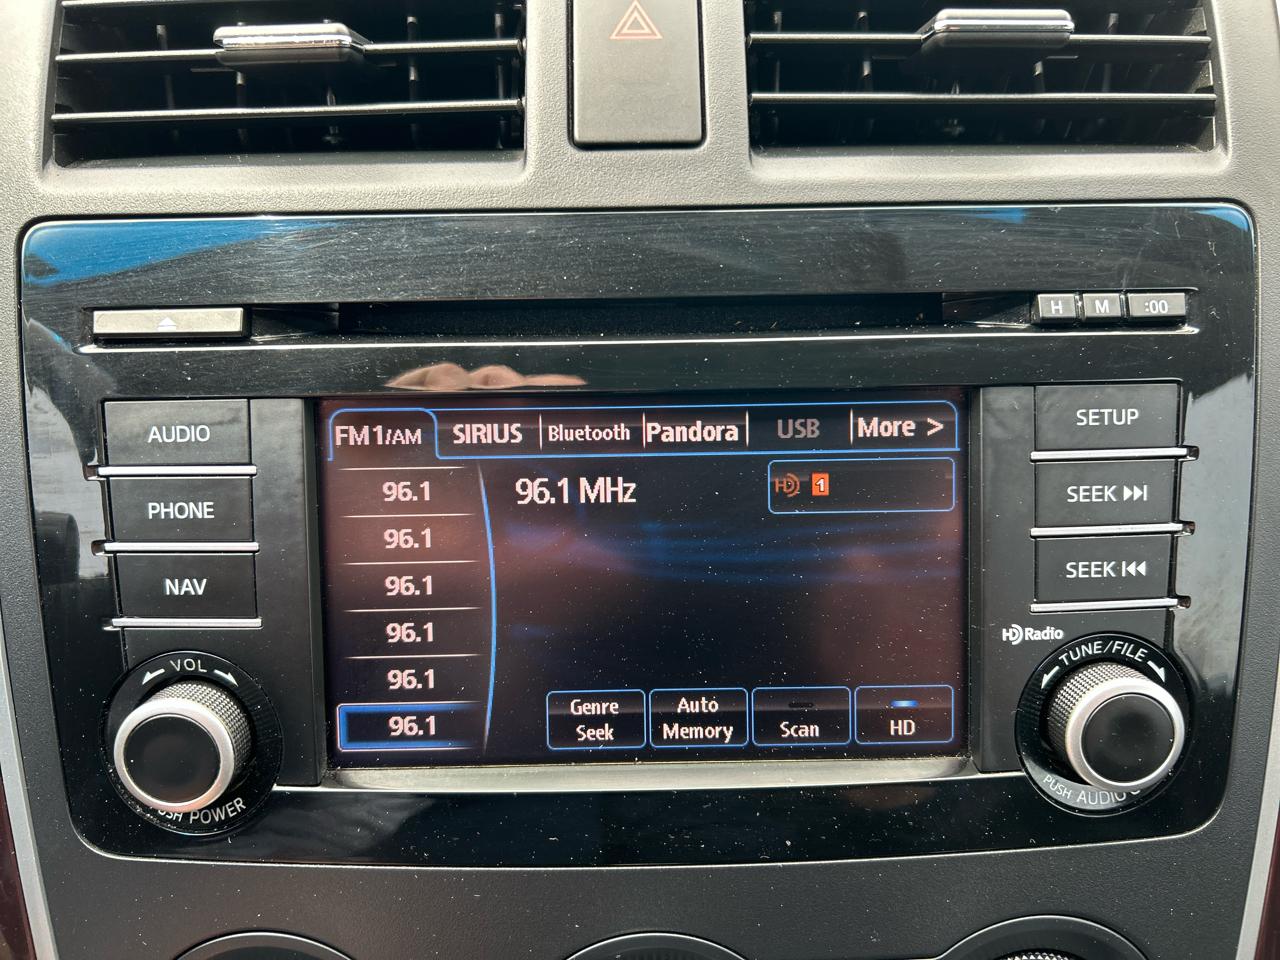 H M :00
AUDIO
PHONE
NAV
VOL
PUSH POWER
FM1/AM SIRIUS Bluetooth Pandora USB More >
96.1
96.1
96.1
96.1
96.1
96.1
96.1 MHz
HD 1
Genre Seek
Auto Memory
Scan
HD
SETUP
SEEK
SEEK
HD Radio
TUNE/FILE
PUSH AUDIO